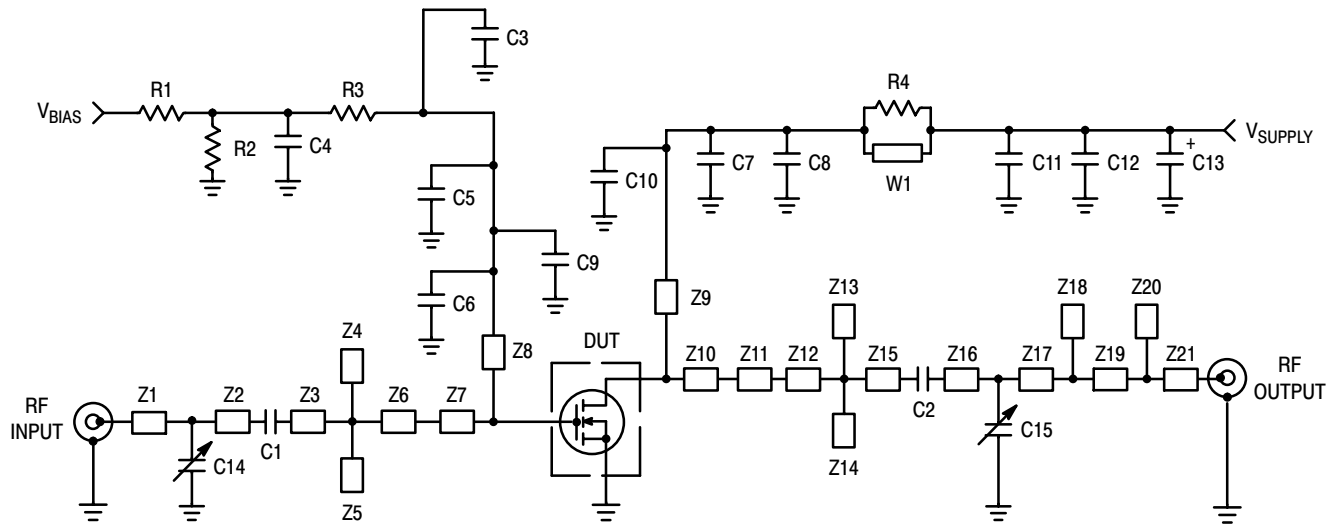 C3
R1
R3
R4
V_BIAS
R2
C4
V_SUPPLY
C10
C7
C8
W1
C11
C12
+
C13
C5
C9
C6
Z9
Z13
Z18
Z20
Z4
Z8
DUT
Z10
Z11
Z12
Z15
Z16
Z17
Z19
Z21
RF
OUTPUT
RF
INPUT
Z1
Z2
Z3
Z6
Z7
C2
C1
C14
C15
Z5
Z14